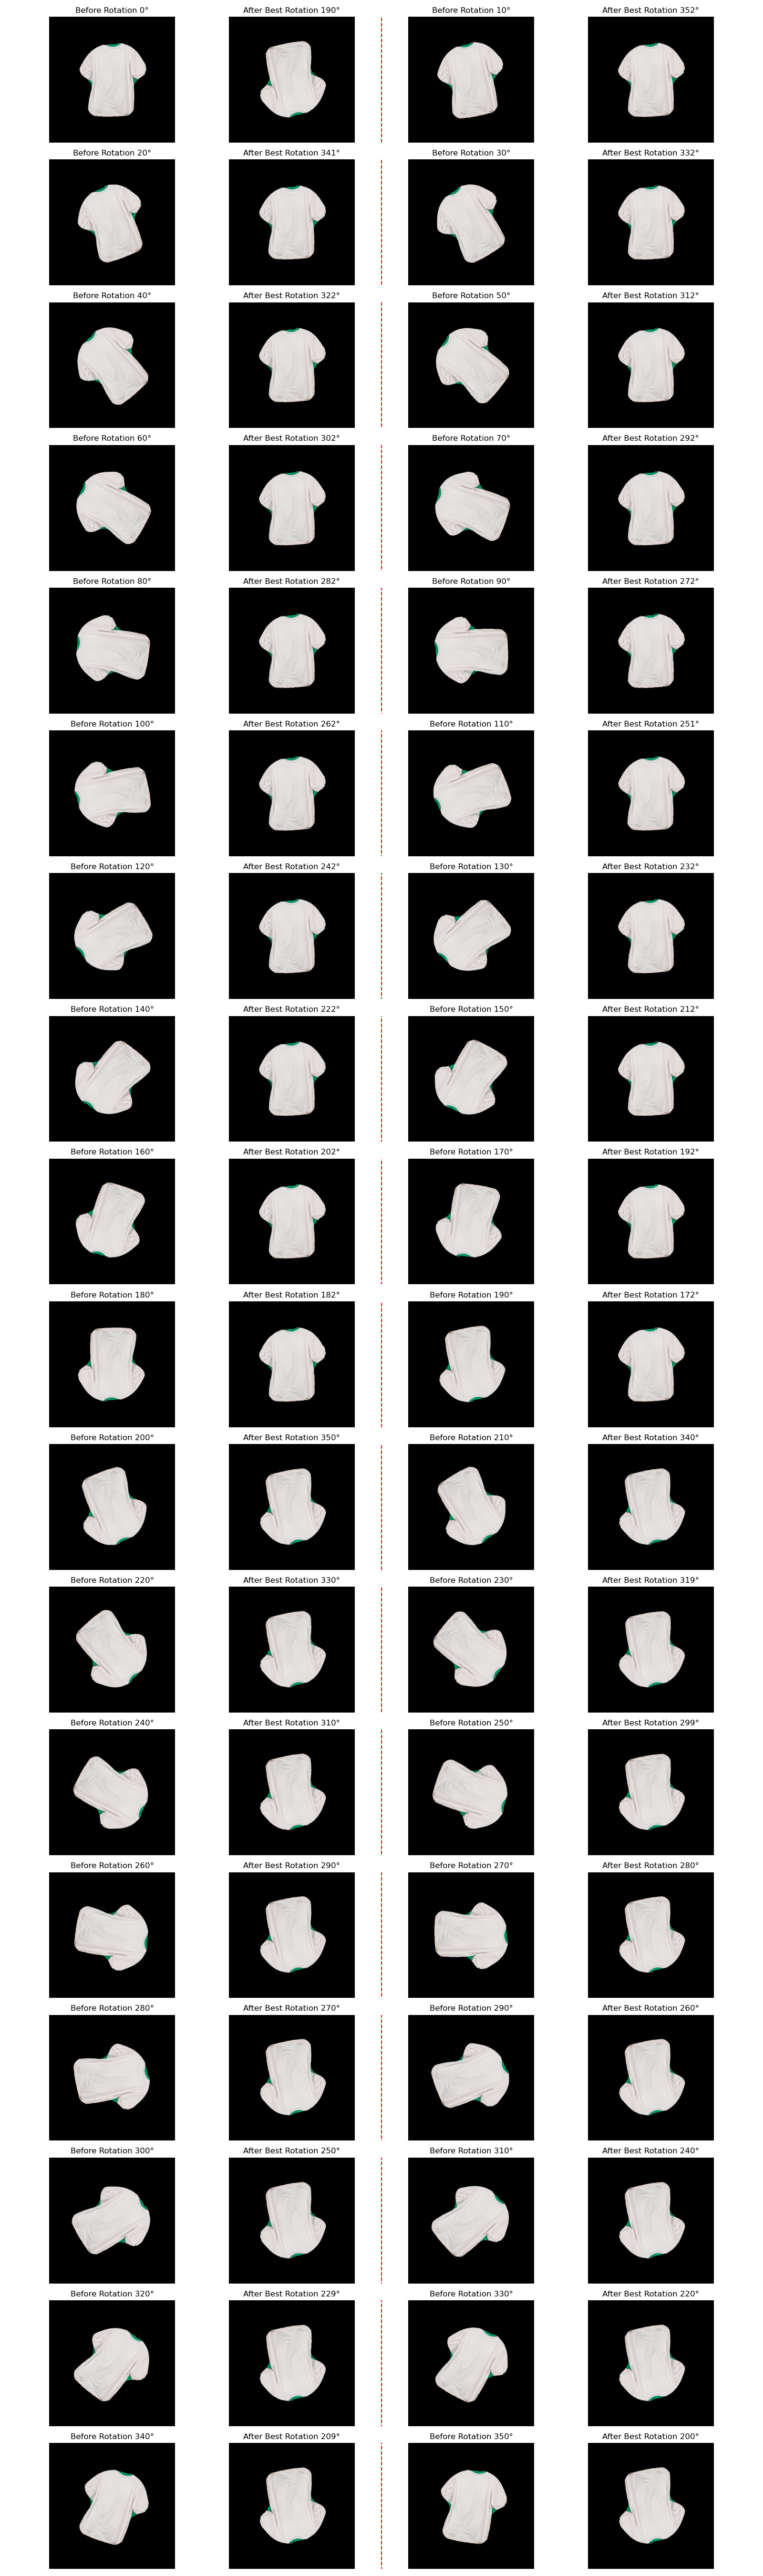 Before Rotation 0° After Best Rotation 190° Before Rotation 10° After Best Rotation 352°
Before Rotation 20° After Best Rotation 341° Before Rotation 30° After Best Rotation 332°
Before Rotation 40° After Best Rotation 322° Before Rotation 50° After Best Rotation 312°
Before Rotation 60° After Best Rotation 302° Before Rotation 70° After Best Rotation 292°
Before Rotation 80° After Best Rotation 282° Before Rotation 90° After Best Rotation 272°
Before Rotation 100° After Best Rotation 262° Before Rotation 110° After Best Rotation 251°
Before Rotation 120° After Best Rotation 242° Before Rotation 130° After Best Rotation 232°
Before Rotation 140° After Best Rotation 222° Before Rotation 150° After Best Rotation 212°
Before Rotation 160° After Best Rotation 202° Before Rotation 170° After Best Rotation 192°
Before Rotation 180° After Best Rotation 182° Before Rotation 190° After Best Rotation 172°
Before Rotation 200° After Best Rotation 350° Before Rotation 210° After Best Rotation 340°
Before Rotation 220° After Best Rotation 330° Before Rotation 230° After Best Rotation 319°
Before Rotation 240° After Best Rotation 310° Before Rotation 250° After Best Rotation 299°
Before Rotation 260° After Best Rotation 290° Before Rotation 270° After Best Rotation 280°
Before Rotation 280° After Best Rotation 270° Before Rotation 290° After Best Rotation 260°
Before Rotation 300° After Best Rotation 250° Before Rotation 310° After Best Rotation 240°
Before Rotation 320° After Best Rotation 229° Before Rotation 330° After Best Rotation 220°
Before Rotation 340° After Best Rotation 209° Before Rotation 350° After Best Rotation 200°